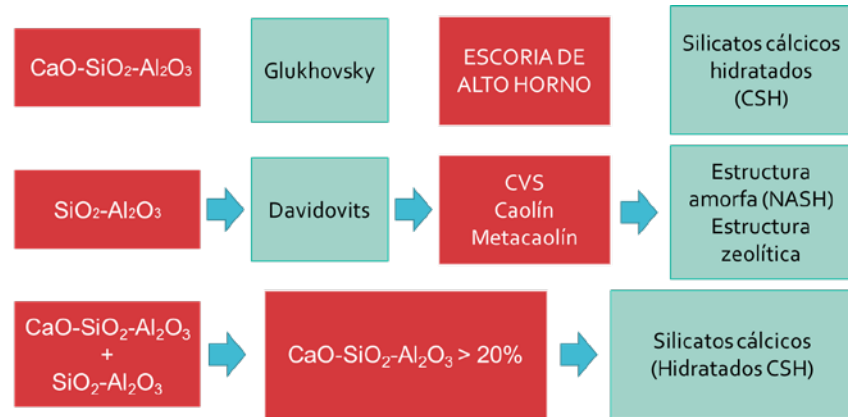 CaO-SiO₂-Al₂O₃
Glukhovsky
ESCORIA DE
ALTO HORNO
Silicatos cálcicos
hidratados
(CSH)
SiO₂-Al₂O₃
Davidovits
CVS
Caolín
Metacaolín
Estructura
amorfa (NASH)
Estructura
zeolítica
CaO-SiO₂-Al₂O₃
+
SiO₂-Al₂O₃
CaO-SiO₂-Al₂O₃ > 20%
Silicatos cálcicos
(Hidratados CSH)